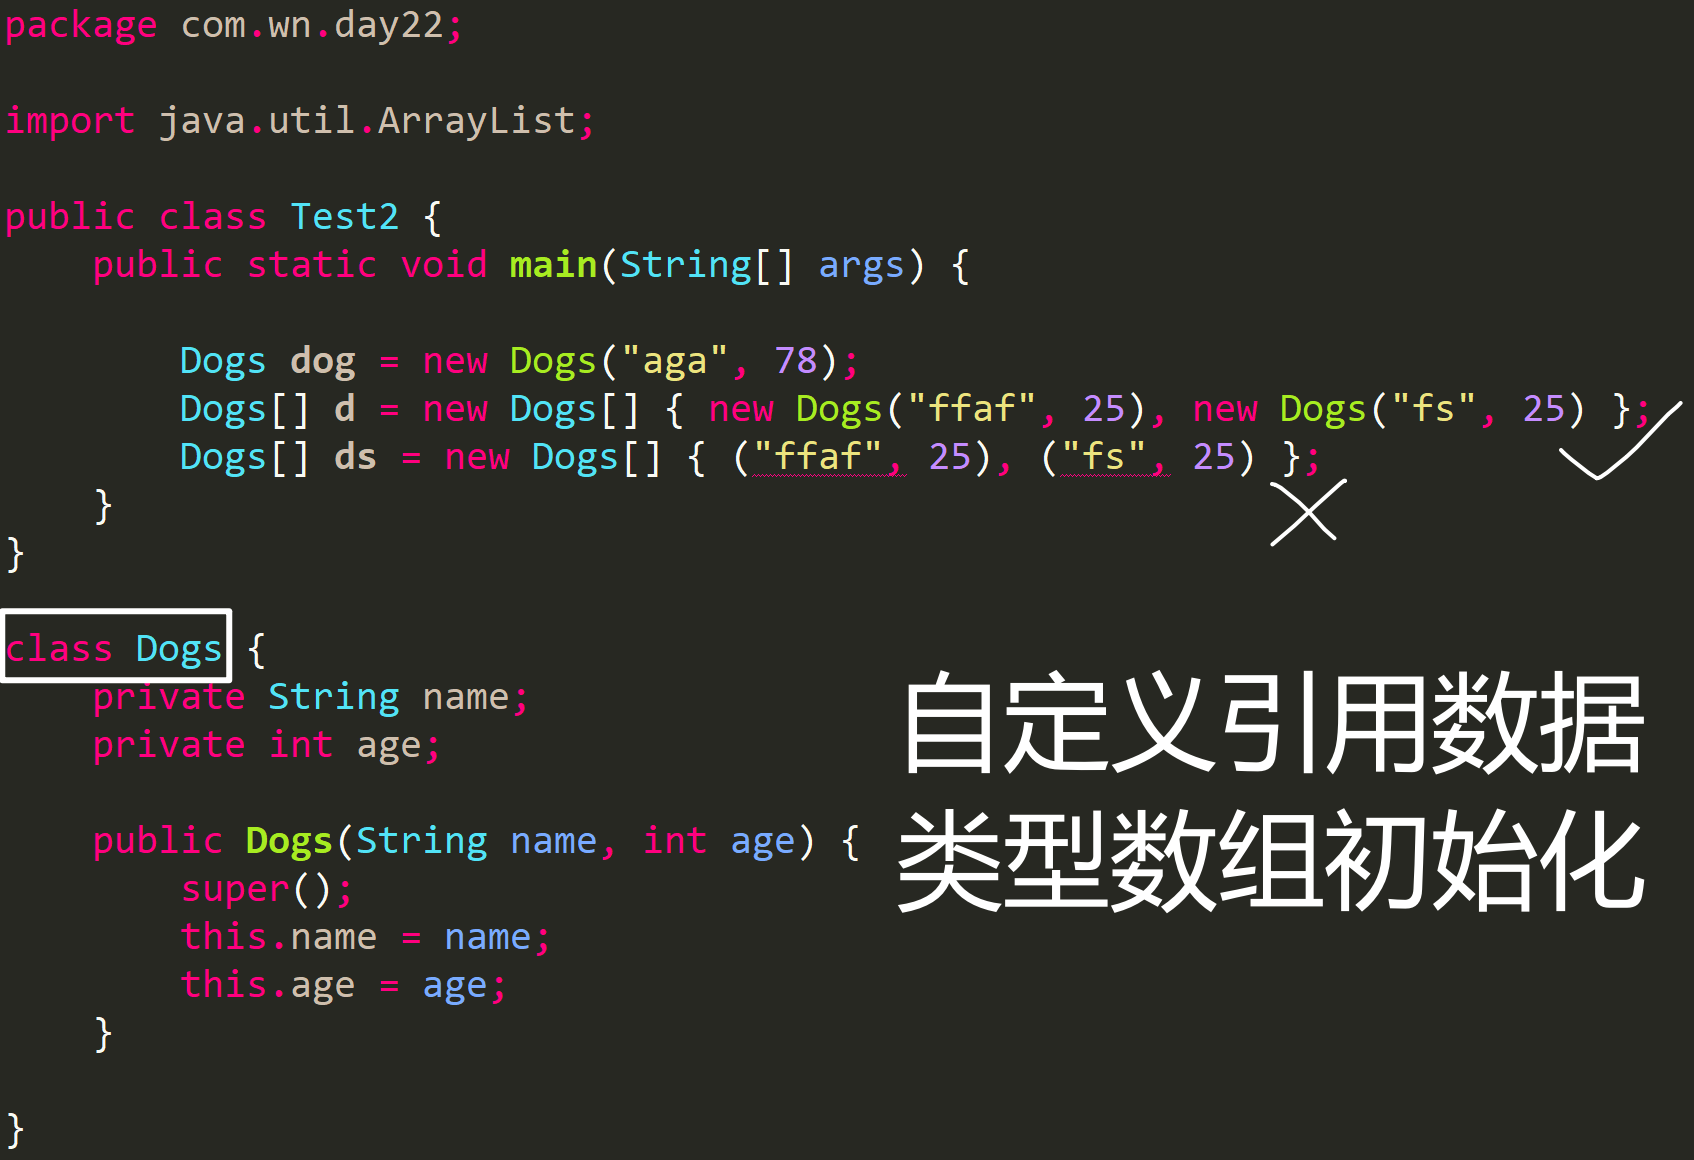 package com.wn.day22;
import java.util.ArrayList;
public class Test2 {
public static void main(String[] args) {
Dogs dog = new Dogs("aga", 78);
Dogs[] d = new Dogs[] { new Dogs("ffaf", 25), new Dogs("fs", 25) };
Dogs[] ds = new Dogs[] { ("ffaf", 25), ("fs", 25) };
}
}
class Dogs {
private String name;
private int age;
public Dogs(String name, int age) {
super();
this.name = name;
this.age = age;
}
}
自定义引用数据
类型数组初始化